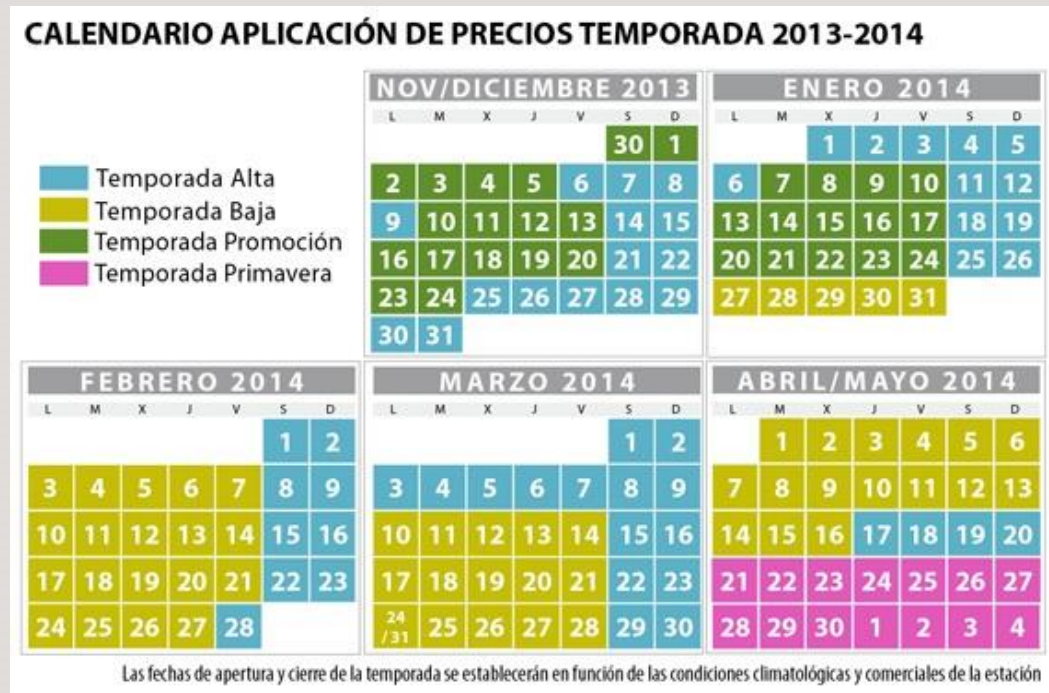 CALENDARIO APLICACIÓN DE PRECIOS TEMPORADA 2013-2014
Temporada Alta
Temporada Baja
Temporada Promoción
Temporada Primavera
NOV/DICIEMBRE 2013
L M X J V S D
30 1
2 3 4 5 6 7 8
9 10 11 12 13 14 15
16 17 18 19 20 21 22
23 24 25 26 27 28 29
30 31
ENERO 2014
L M X J V S D
1 2 3 4 5
6 7 8 9 10 11 12
13 14 15 16 17 18 19
20 21 22 23 24 25 26
27 28 29 30 31
FEBRERO 2014
L M X J V S D
1 2
3 4 5 6 7 8 9
10 11 12 13 14 15 16
17 18 19 20 21 22 23
24 25 26 27 28
MARZO 2014
L M X J V S D
1 2
3 4 5 6 7 8 9
10 11 12 13 14 15 16
17 18 19 20 21 22 23
24/31 25 26 27 28 29 30
ABRIL/MAYO 2014
L M X J V S D
1 2 3 4 5 6
7 8 9 10 11 12 13
14 15 16 17 18 19 20
21 22 23 24 25 26 27
28 29 30 1 2 3 4
Las fechas de apertura y cierre de la temporada se establecerán en función de las condiciones climatológicas y comerciales de la estación